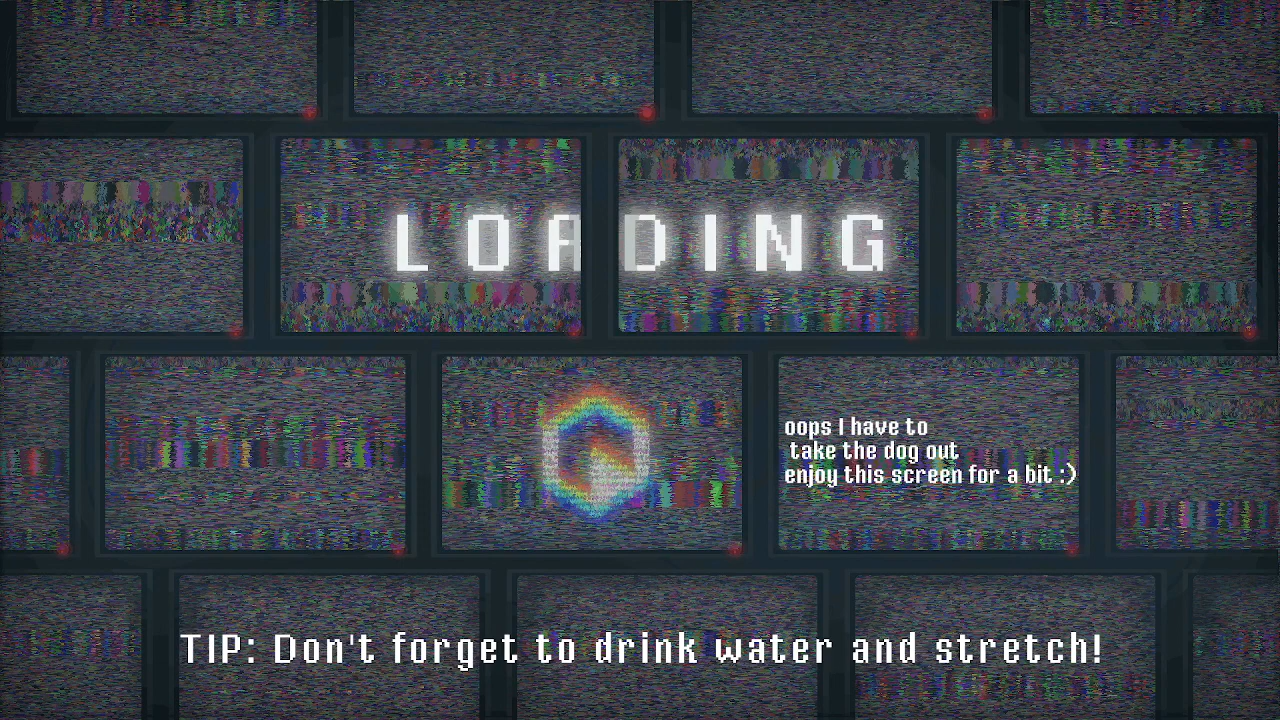 LOADING
oops I have to
take the dog out
enjoy this screen for a bit :)
TIP: Don't forget to drink water and stretch!